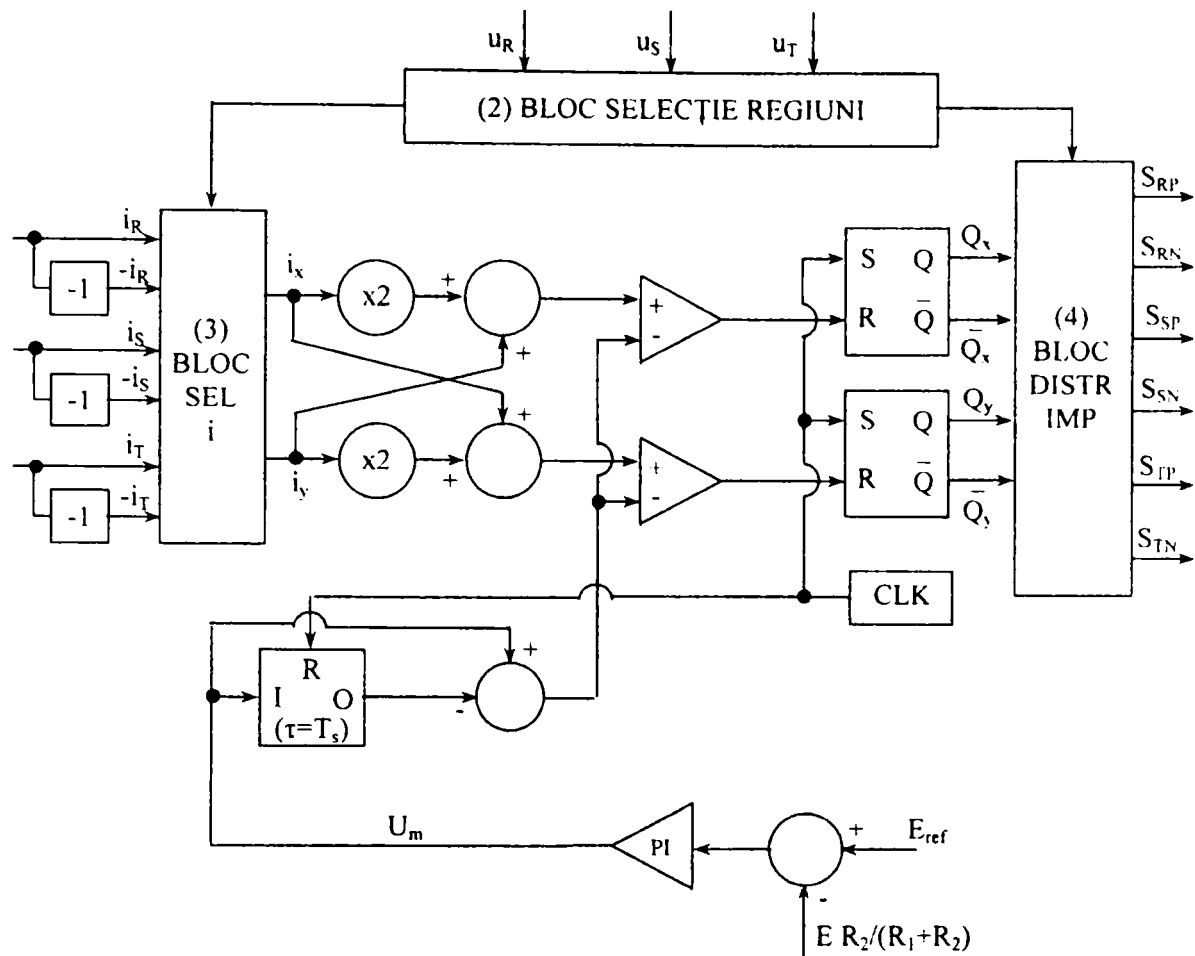 u_R u_S u_T
(2) BLOC SELECȚIE REGIUNI
i_R
-1
-i_R
i_S
-1
-i_S
i_T
-1
-i_T
(3)
BLOC
SEL
i
i_x
i_y
x2
+
+
x2
+
+
+
-
+
-
S Q
R Q̅
S Q
R Q̅
Q_x
Q̅_x
Q_y
Q̅_y
(4)
BLOC
DISTR
IMP
S_RP
S_RN
S_SP
S_SN
S_TP
S_TN
CLK
R
I O
(τ=T_s)
+
-
U_m
PI
+
E_ref
-
E R_2/(R_1+R_2)